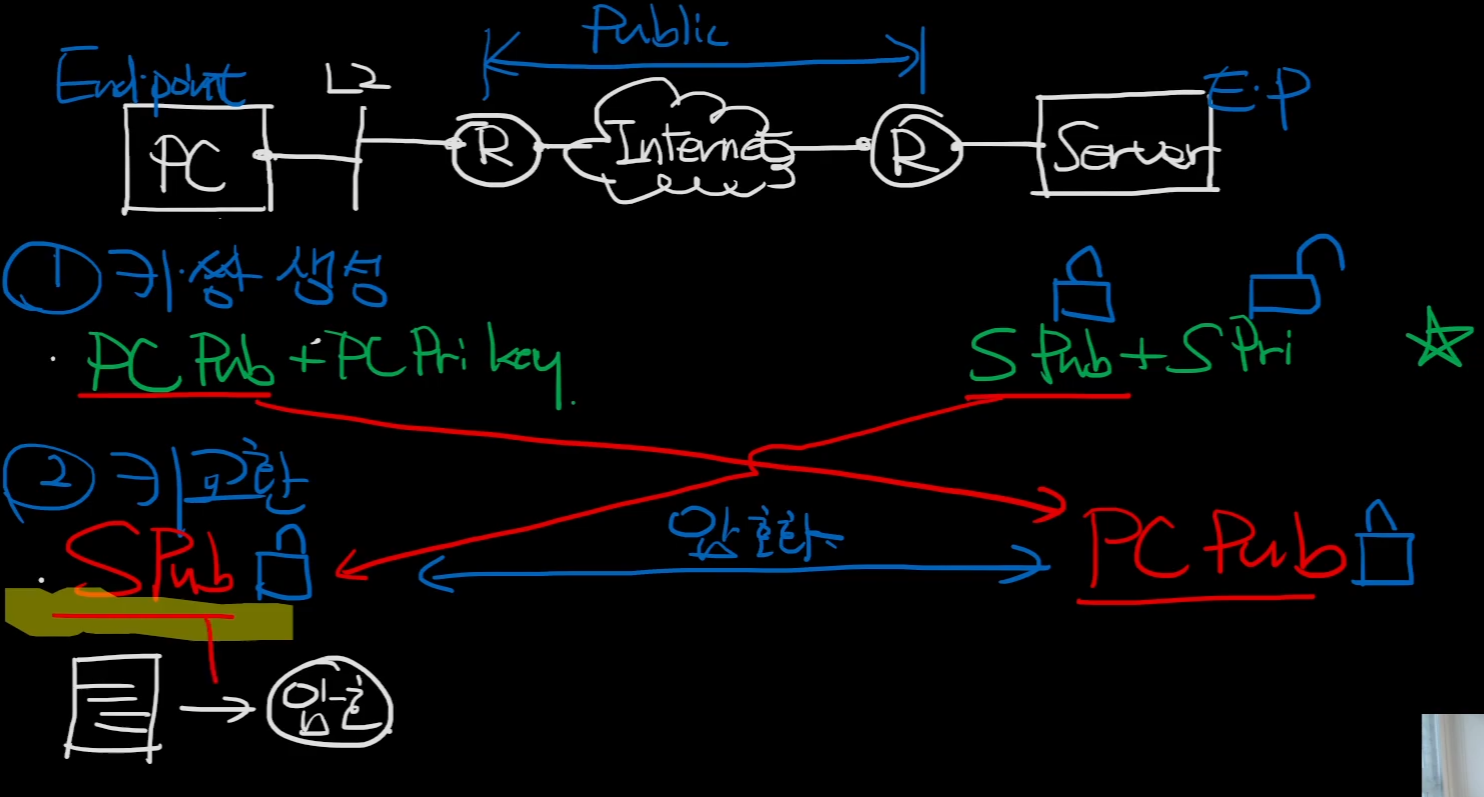 Public
Endpoint L2 E.P
PC R Internet R Server
① 키쌍 생성
PC Pub + PC Pri key. S Pub + S Pri
② 키 교환
S Pub 암호화 PC Pub
암호